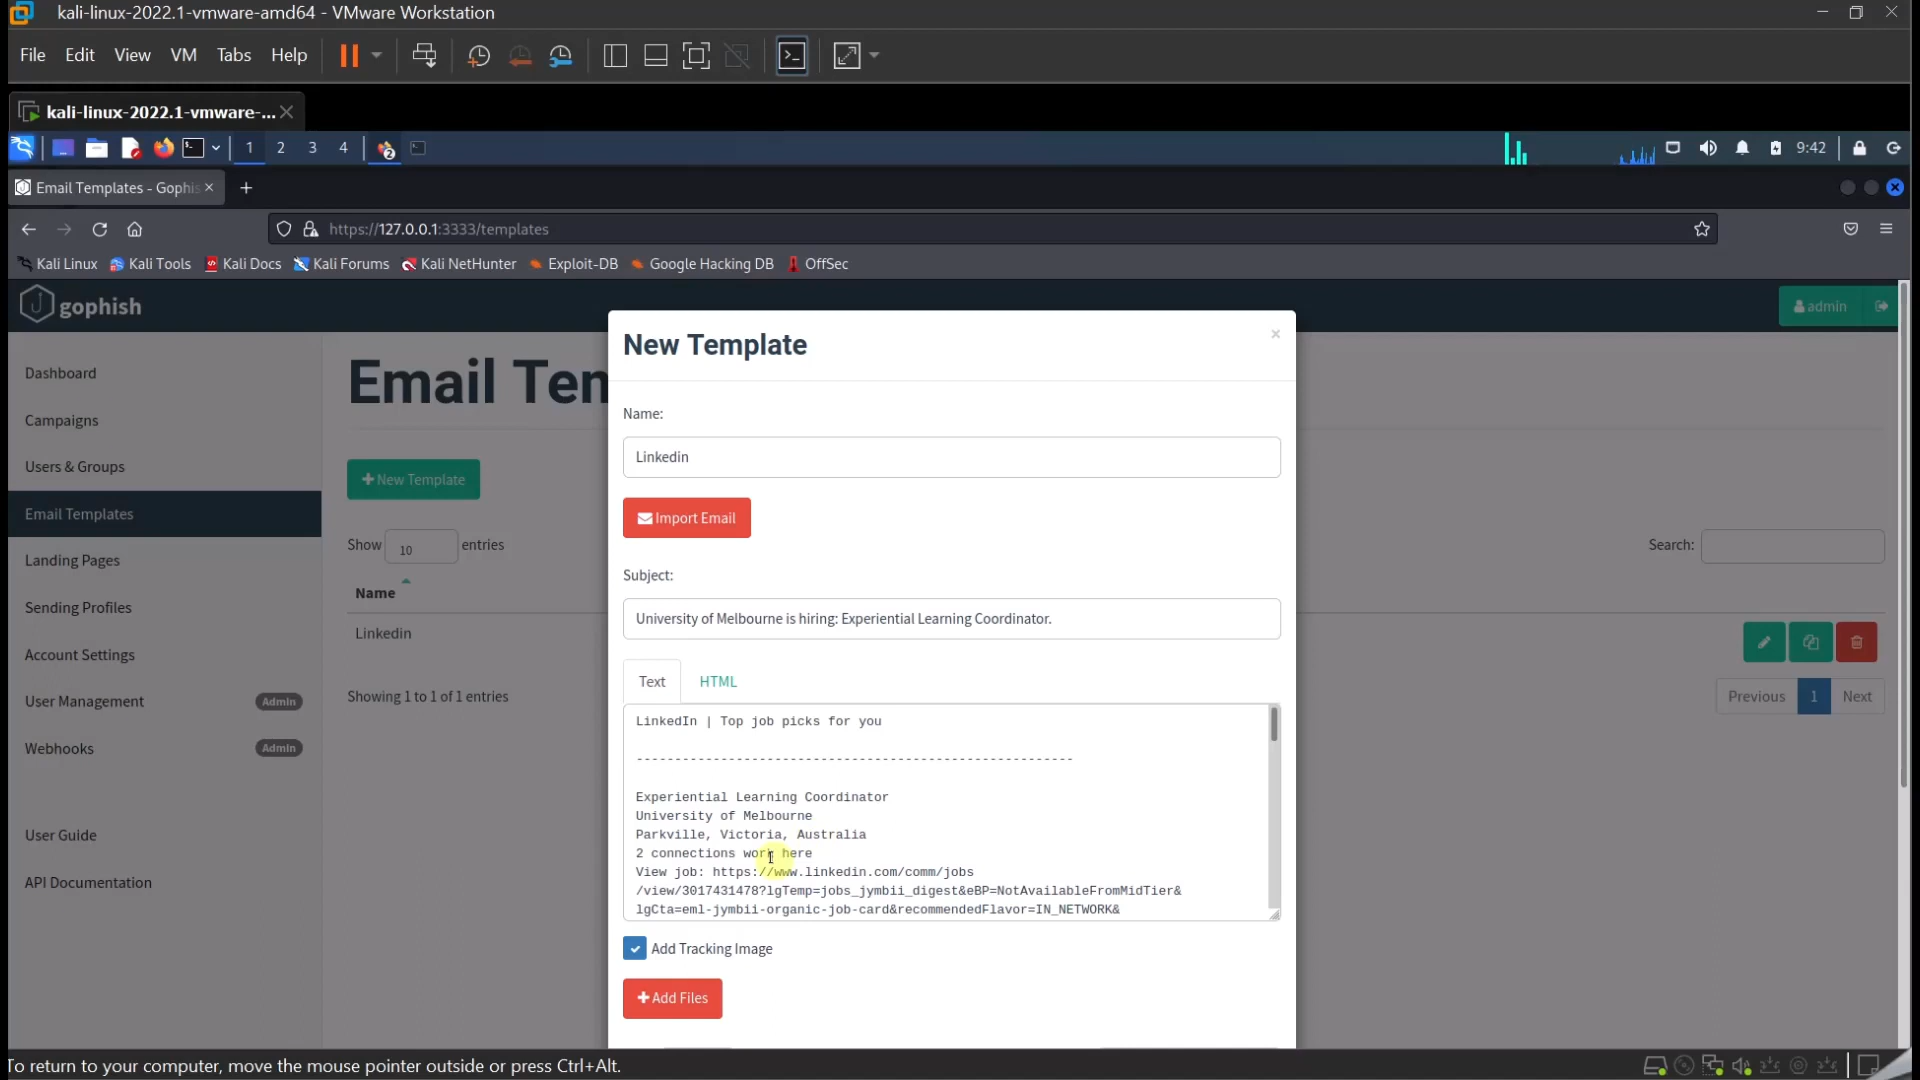 kali-linux-2022.1-vmware-amd64 - VMware Workstation
File Edit View VM Tabs Help
kali-linux-2022.1-vmware-...
1 2 3 4
9:42
Email Templates - Gophis
https://127.0.0.1:3333/templates
Kali Linux Kali Tools Kali Docs Kali Forums Kali NetHunter Exploit-DB Google Hacking DB OffSec
gophish
admin
Dashboard
Campaigns
Users & Groups
Email Templates
Landing Pages
Sending Profiles
Account Settings
User Management Admin
Webhooks Admin
User Guide
API Documentation
Email Ten
New Template
Show 10 entries
Search:
Name
Linkedin
Showing 1 to 1 of 1 entries
Previous 1 Next
New Template
Name:
Linkedin
Import Email
Subject:
University of Melbourne is hiring: Experiential Learning Coordinator.
Text HTML
LinkedIn | Top job picks for you
---------------------------------------------------------
Experiential Learning Coordinator
University of Melbourne
Parkville, Victoria, Australia
2 connections work here
View job: https://www.linkedin.com/comm/jobs
/view/3017431478?lgTemp=jobs_jymbii_digest&eBP=NotAvailableFromMidTier&
lgCta=eml-jymbii-organic-job-card&recommendedFlavor=IN_NETWORK&
Add Tracking Image
+ Add Files
To return to your computer, move the mouse pointer outside or press Ctrl+Alt.